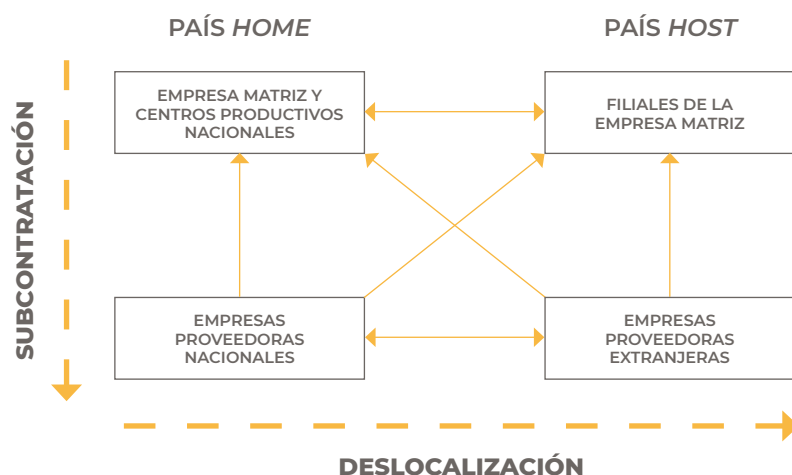 PAÍS HOME
PAÍS HOST
SUBCONTRATACIÓN
EMPRESA MATRIZ Y
CENTROS PRODUCTIVOS
NACIONALES
FILIALES DE LA
EMPRESA MATRIZ
EMPRESAS
PROVEEDORAS
NACIONALES
EMPRESAS
PROVEEDORAS
EXTRANJERAS
DESLOCALIZACIÓN